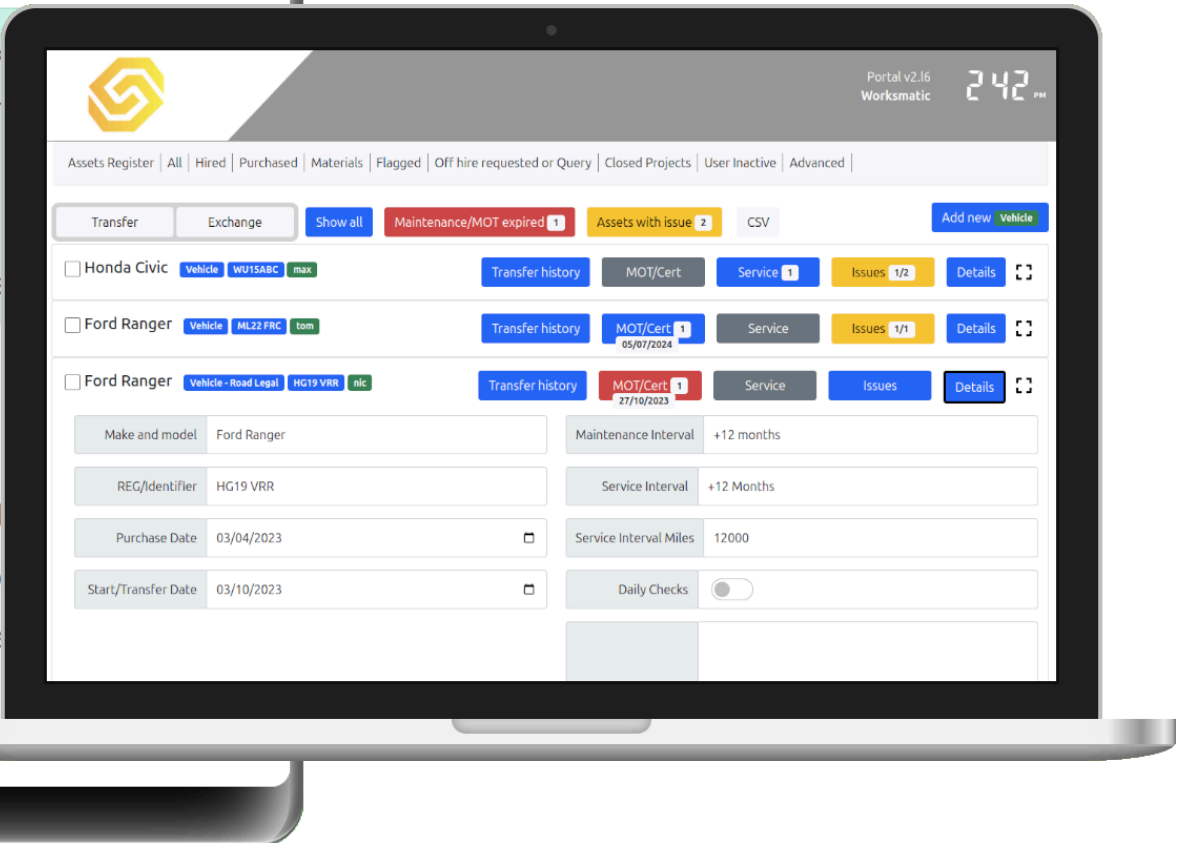 Portal v2.l6
Worksmatic
242 PM
Assets Register | All | Hired | Purchased | Materials | Flagged | Off hire requested or Query | Closed Projects | User Inactive | Advanced |
Transfer Exchange Show all Maintenance/MOT expired 1 Assets with issue 2 CSV Add new Vehicle
Honda Civic Vehicle WU15ABC max Transfer history MOT/Cert Service 1 Issues 1/2 Details
Ford Ranger Vehicle ML22 FRC tom Transfer history MOT/Cert 1 Service Issues 1/1 Details
05/07/2024
Ford Ranger Vehicle - Road Legal HG19 VRR nic Transfer history MOT/Cert 1 Service Issues Details
27/10/2023
Make and model Ford Ranger Maintenance Interval +12 months
REG/Identifier HG19 VRR Service Interval +12 Months
Purchase Date 03/04/2023 Service Interval Miles 12000
Start/Transfer Date 03/10/2023 Daily Checks